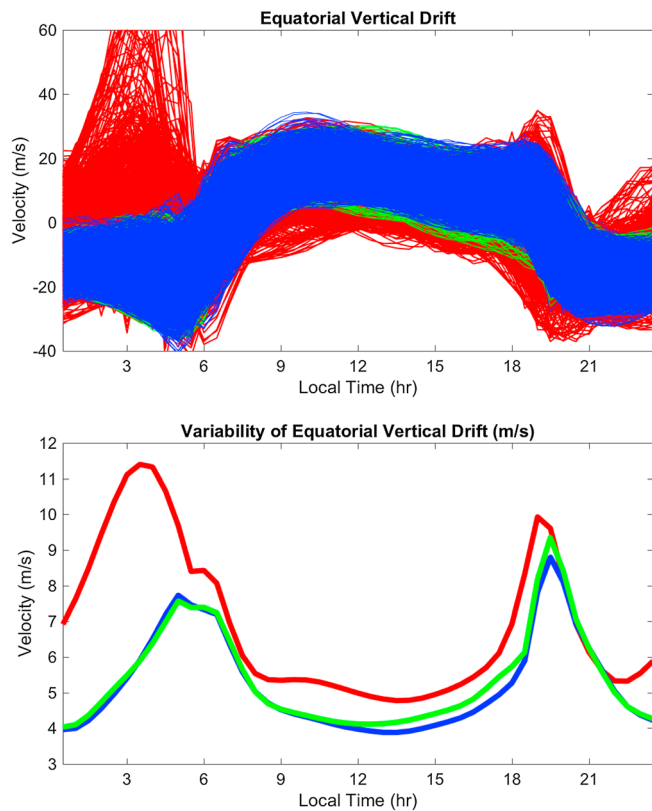 Equatorial Vertical Drift
60
40
20
0
-20
-40
Velocity (m/s)
3 6 9 12 15 18 21
Local Time (hr)
Variability of Equatorial Vertical Drift (m/s)
12
11
10
9
8
7
6
5
4
3
Velocity (m/s)
3 6 9 12 15 18 21
Local Time (hr)